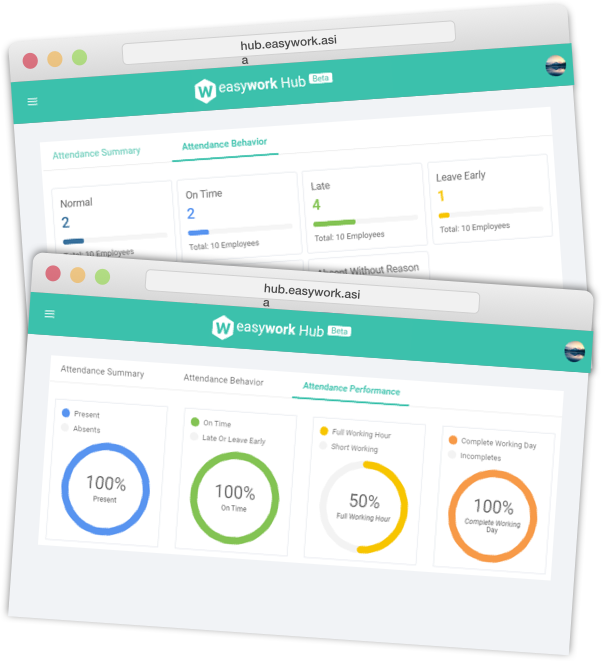 hub.easywork.asi
a
W easywork Hub Beta
Attendance Summary
Attendance Behavior
Normal
2
Total: 10 Employees
On Time
2
Total: 10 Employees
Late
4
Total: 10 Employees
Leave Early
1
Total: 10 Employees
Absent Without Reason
hub.easywork.asi
a
W easywork Hub Beta
Attendance Summary
Attendance Behavior
Attendance Performance
Present
Absents
100%
Present
On Time
Late Or Leave Early
100%
On Time
Full Working Hour
Short Working
50%
Full Working Hour
Complete Working Day
Incompletes
100%
Complete Working
Day